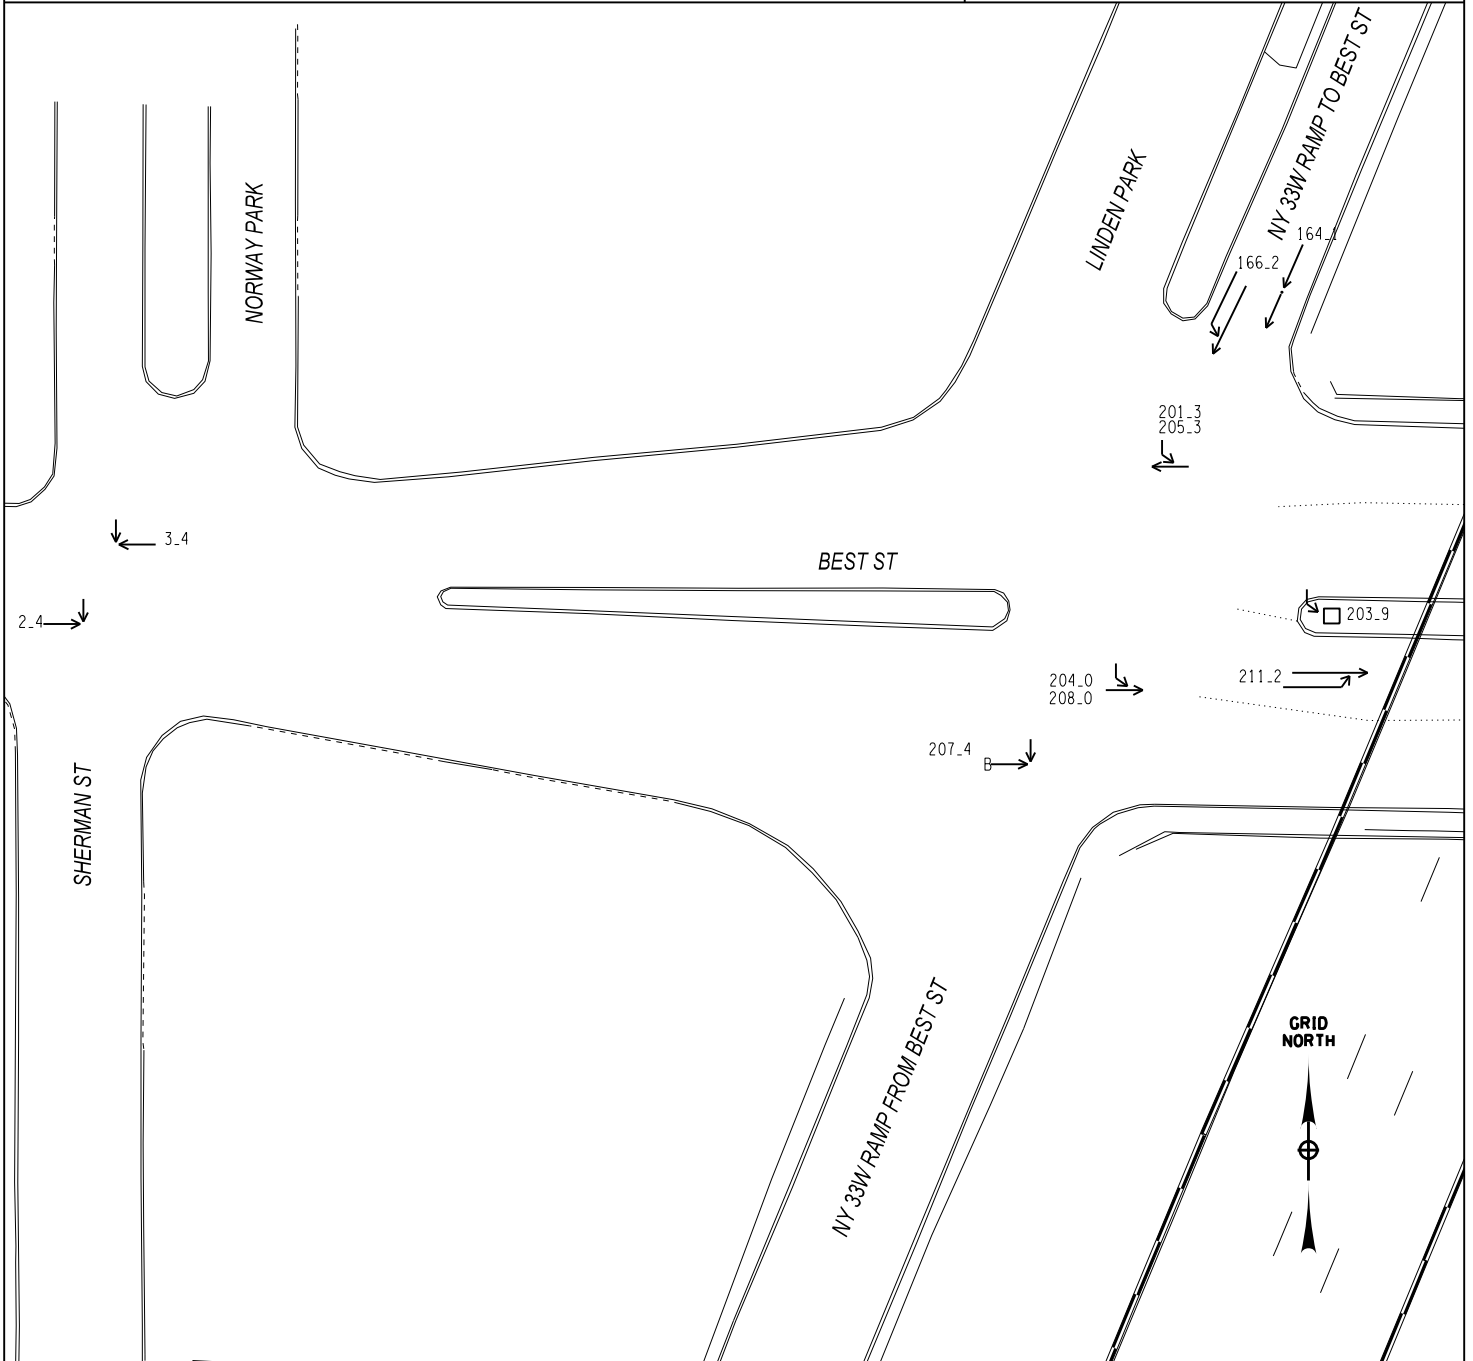 NORWAY PARK
LINDEN PARK
NY 33W RAMP TO BEST ST
164_1
166_2
201_3
205_3
3_4
BEST ST
2_4
203_9
204_0
208_0
211_2
207_4
B
SHERMAN ST
NY 33W RAMP FROM BEST ST
GRID
NORTH